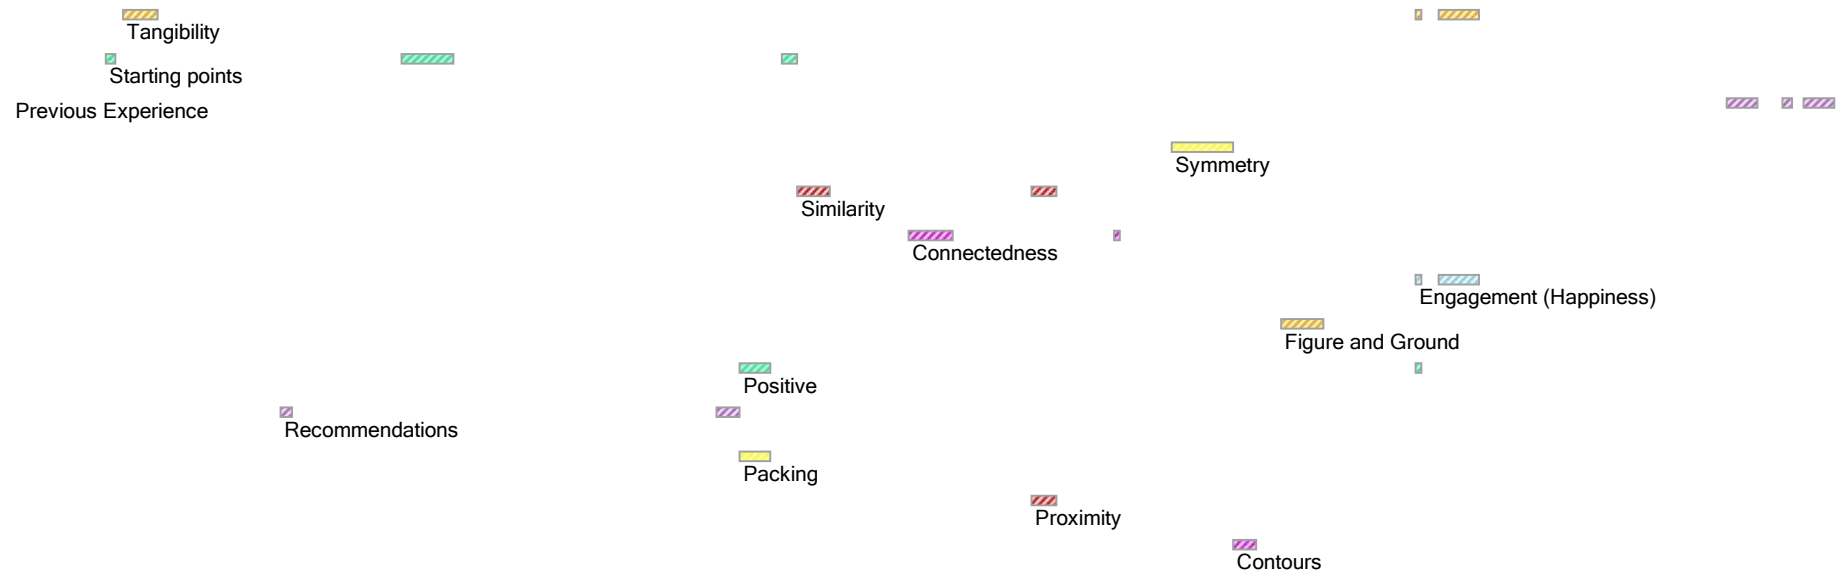 Tangibility
Starting points
Previous Experience
Symmetry
Similarity
Connectedness
Engagement (Happiness)
Figure and Ground
Positive
Recommendations
Packing
Proximity
Contours